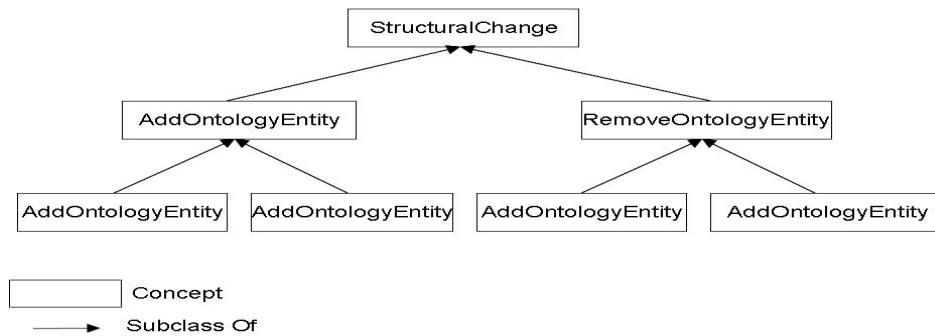 StructuralChange
AddOntologyEntity
RemoveOntologyEntity
AddOntologyEntity
AddOntologyEntity
AddOntologyEntity
AddOntologyEntity
Concept
Subclass Of